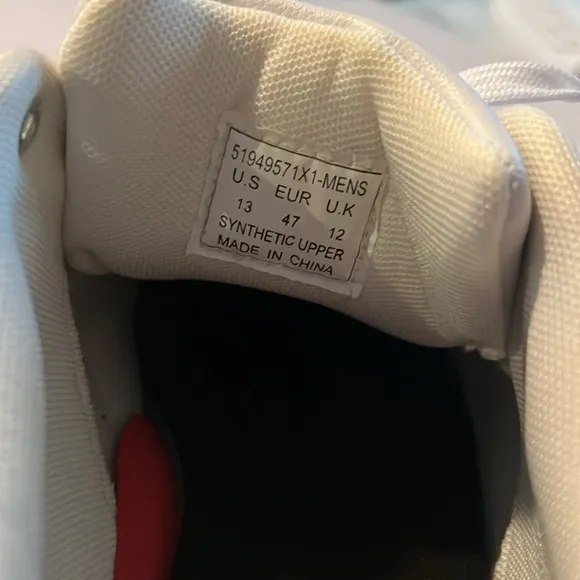 51949571X1-MENS
U.S EUR U.K
13 47 12
SYNTHETIC UPPER
MADE IN CHINA